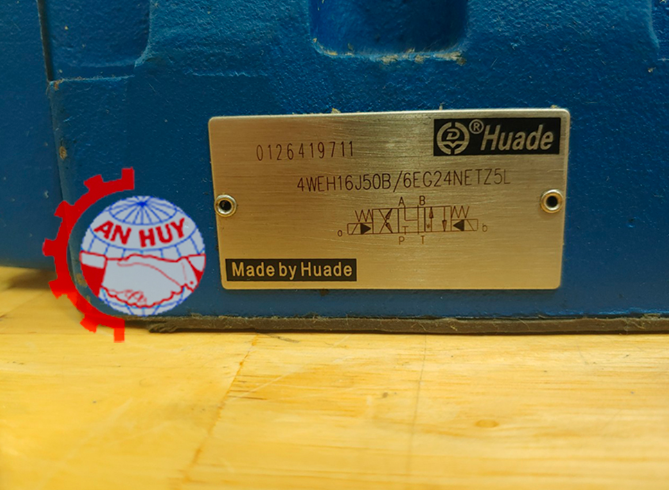 0126419711
®Huade
4WEH16J50B/6EG24NETZ5L
A B
P T
Made by Huade
AN HUY